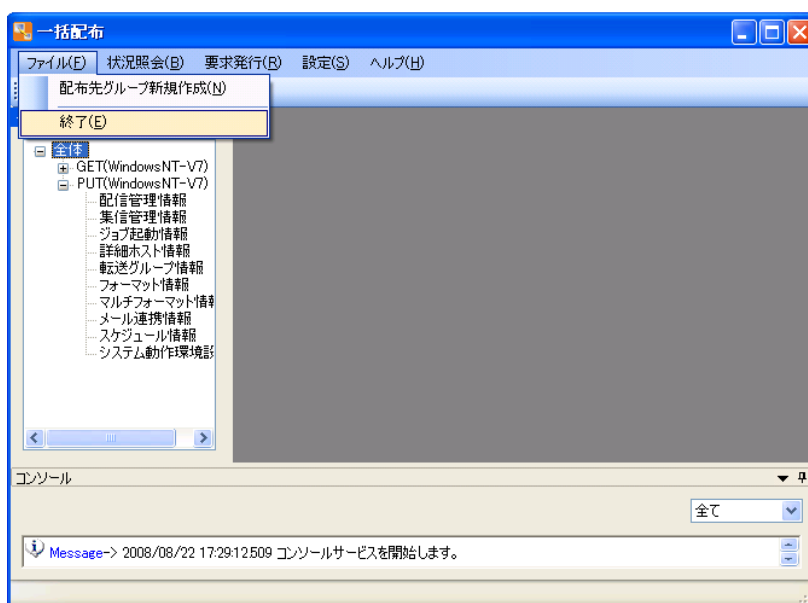 一括配布
ファイル(F) 状況照会(B) 要求発行(R) 設定(S) ヘルプ(H)
配布先グループ新規作成(N)
終了(E)
全体
GET(WindowsNT-V7)
PUT(WindowsNT-V7)
配信管理情報
集信管理情報
ジョブ起動情報
詳細ホスト情報
転送グループ情報
フォーマット情報
マルチフォーマット情報
メール連携情報
スケジュール情報
システム動作環境設
コンソール
全て
Message-> 2008/08/22 17:29:12.509 コンソールサービスを開始します。